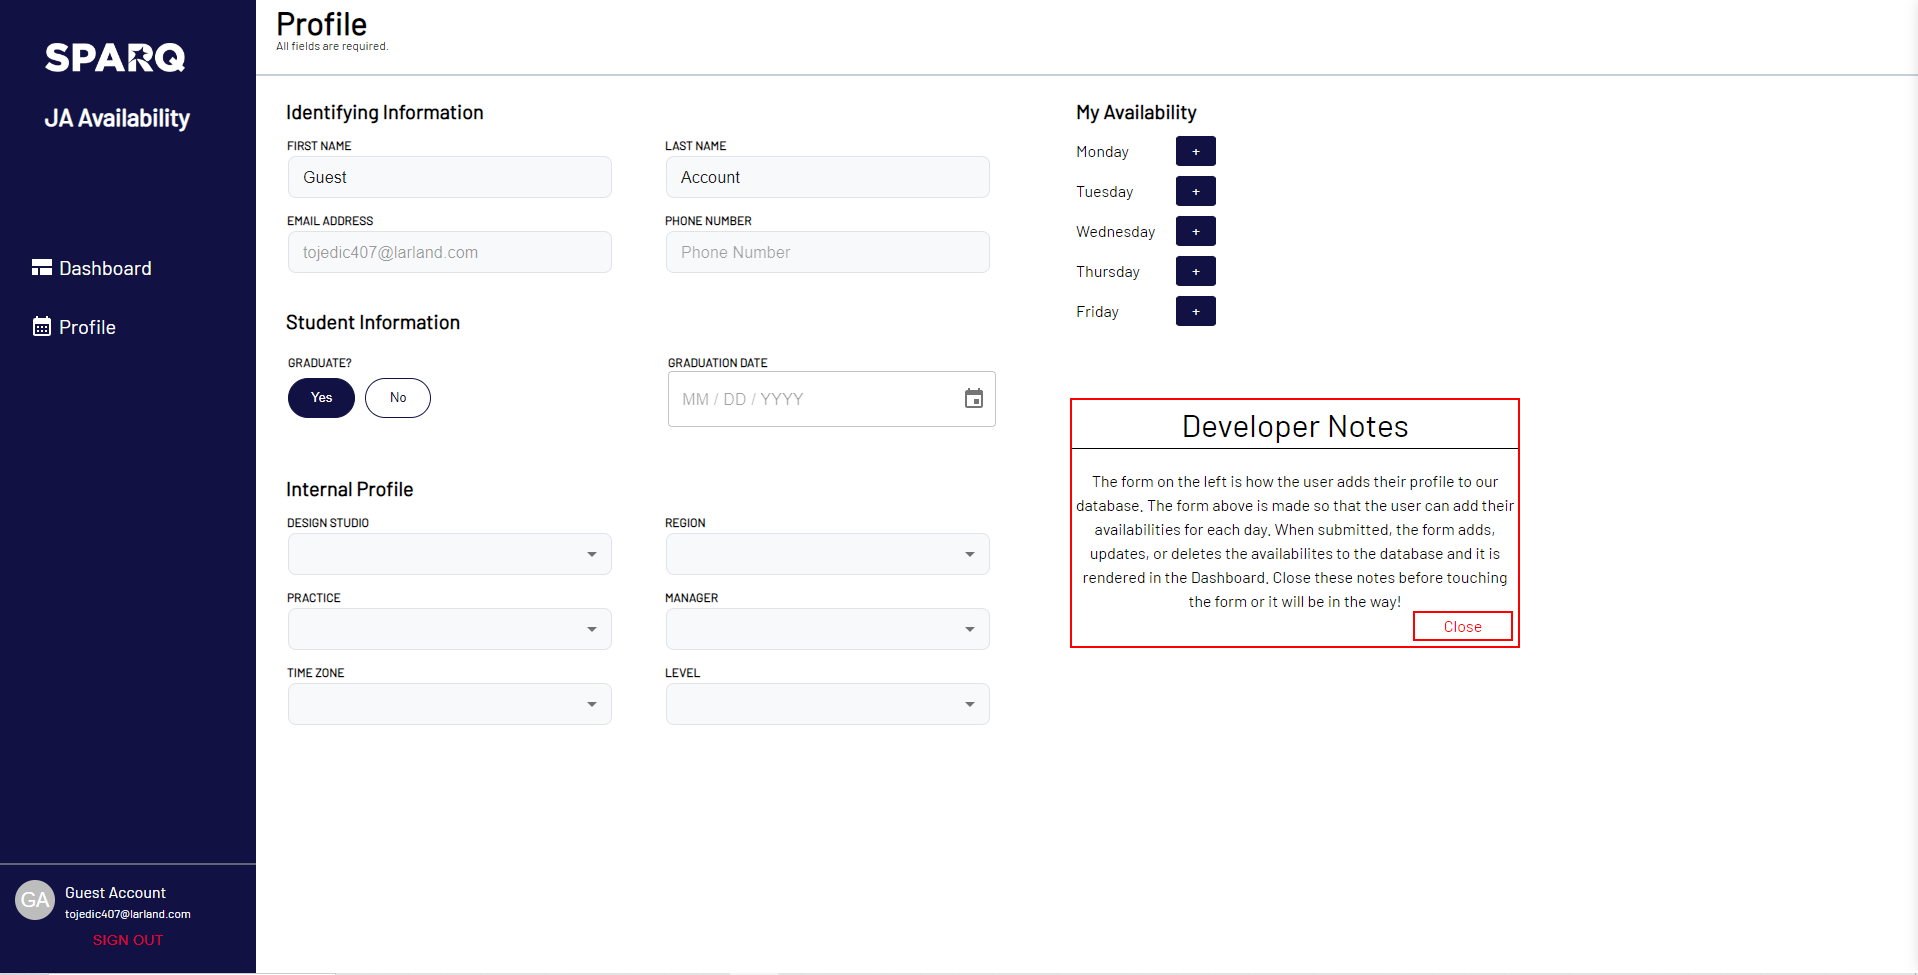 SPARQ
JA Availability
Dashboard
Profile
GA
Guest Account
tojedic407@larland.com
SIGN OUT
Profile
All fields are required.
Identifying Information
FIRST NAME
LAST NAME
Guest
Account
EMAIL ADDRESS
PHONE NUMBER
tojedic407@larland.com
Phone Number
Student Information
GRADUATE?
GRADUATION DATE
Yes
No
MM / DD / YYYY
Internal Profile
DESIGN STUDIO
REGION
PRACTICE
MANAGER
TIME ZONE
LEVEL
My Availability
Monday +
Tuesday +
Wednesday +
Thursday +
Friday +
Developer Notes
The form on the left is how the user adds their profile to our
database. The form above is made so that the user can add their
availabilities for each day. When submitted, the form adds,
updates, or deletes the availabilites to the database and it is
rendered in the Dashboard. Close these notes before touching
the form or it will be in the way!
Close